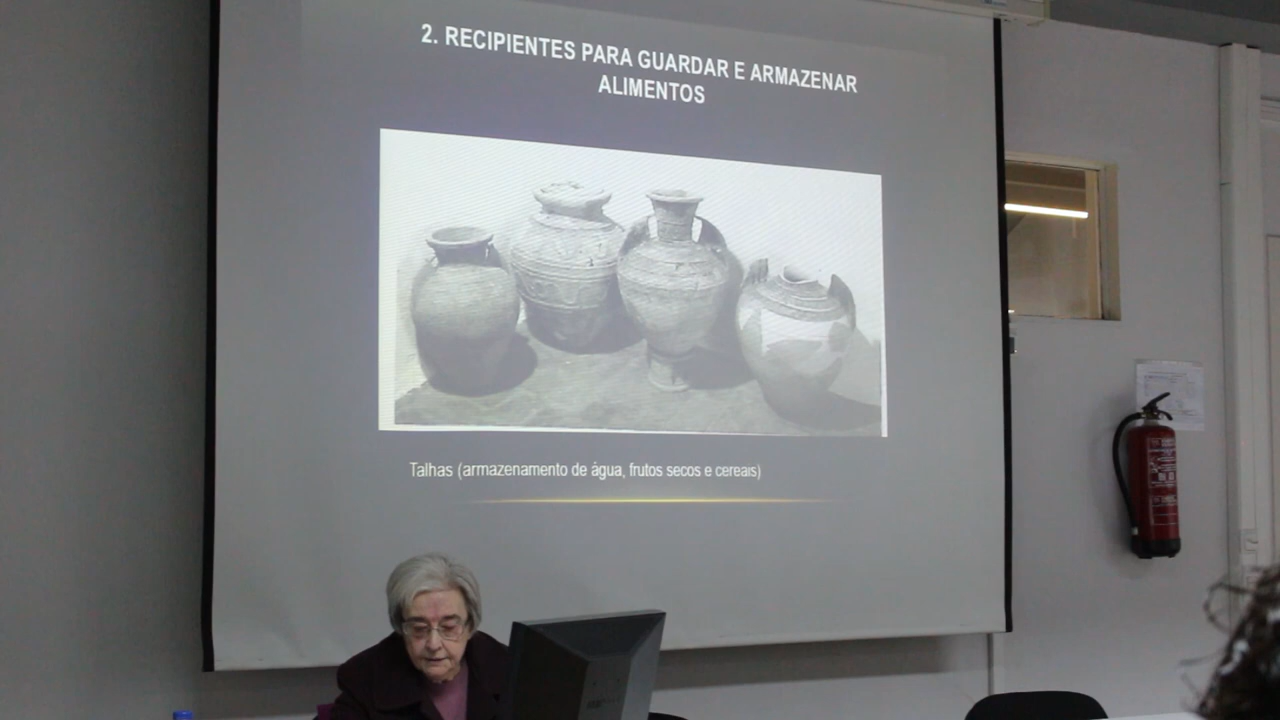 2. RECIPIENTES PARA GUARDAR E ARMAZENAR
ALIMENTOS
Talhas (armazenamento de água, frutos secos e cereais)